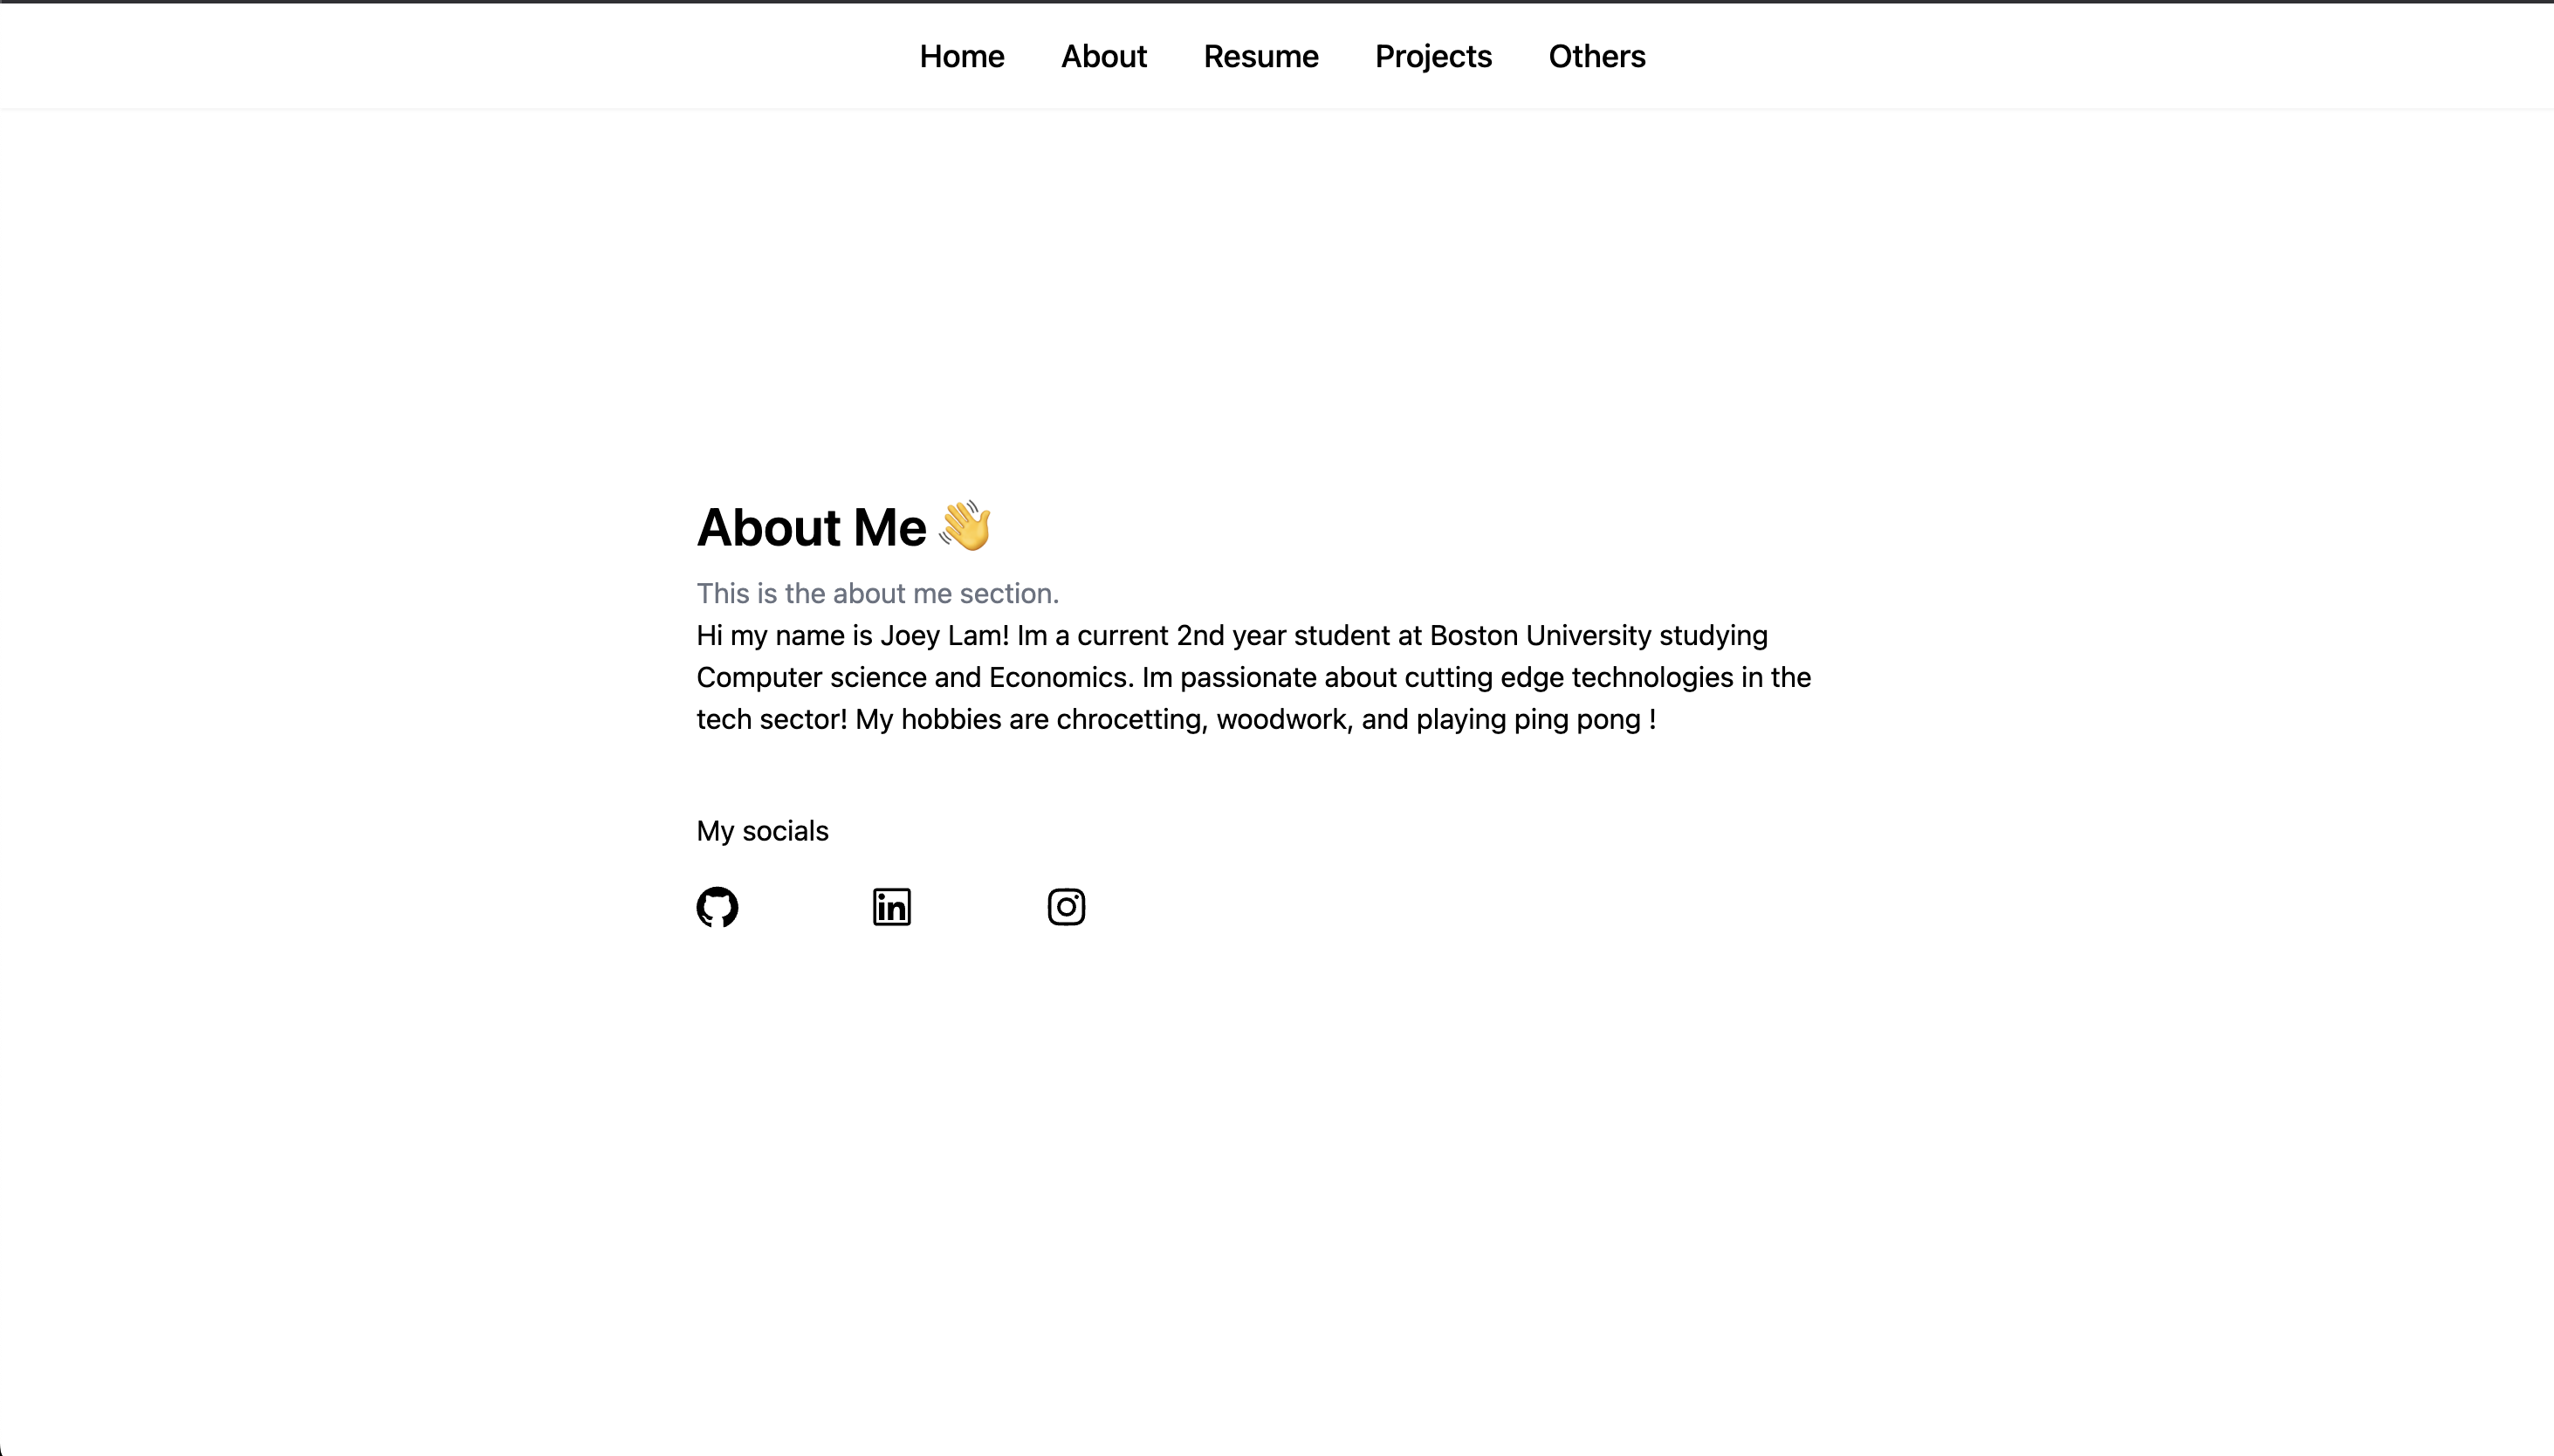 Home About Resume Projects Others
About Me 👋
This is the about me section.
Hi my name is Joey Lam! Im a current 2nd year student at Boston University studying
Computer science and Economics. Im passionate about cutting edge technologies in the
tech sector! My hobbies are chrocetting, woodwork, and playing ping pong !
My socials
in